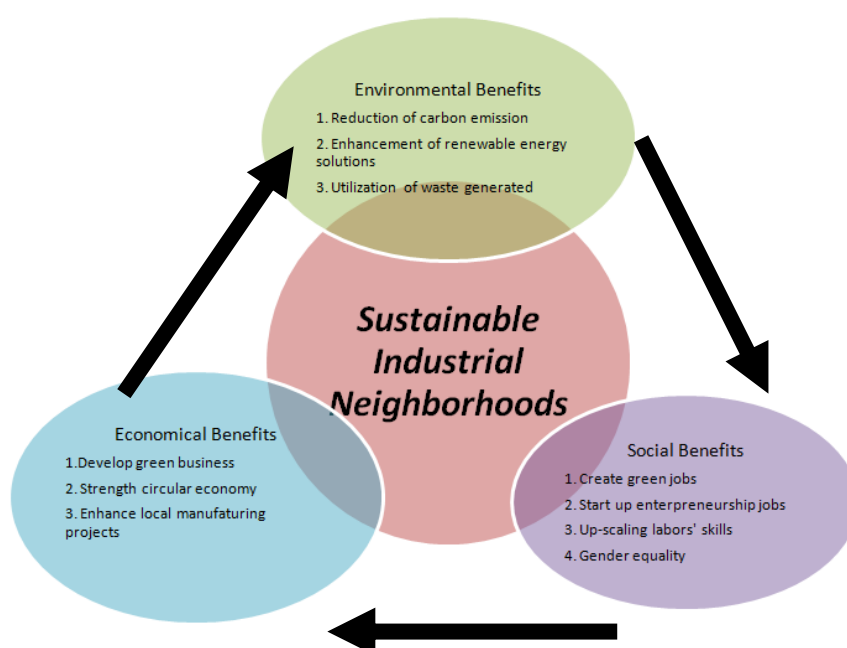 Environmental Benefits
1. Reduction of carbon emission
2. Enhancement of renewable energy
solutions
3. Utilization of waste generated
Sustainable
Industrial
Neighborhoods
Economical Benefits
1.Develop green business
2. Strength circular economy
3. Enhance local manufaturing
projects
Social Benefits
1. Create green jobs
2. Start up enterpreneurship jobs
3. Up-scaling labors' skills
4. Gender equality